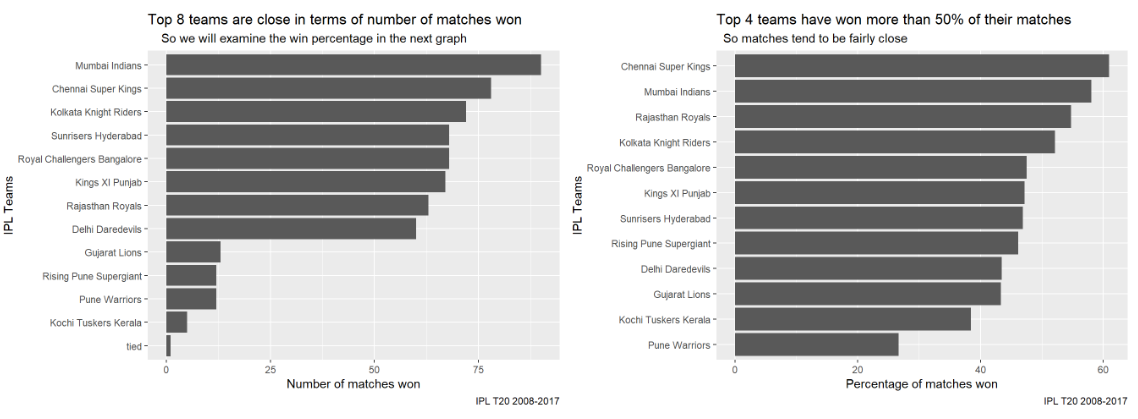 Top 8 teams are close in terms of number of matches won
So we will examine the win percentage in the next graph
IPL Teams
Mumbai Indians
Chennai Super Kings
Kolkata Knight Riders
Sunrisers Hyderabad
Royal Challengers Bangalore
Kings XI Punjab
Rajasthan Royals
Delhi Daredevils
Gujarat Lions
Rising Pune Supergiant
Pune Warriors
Kochi Tuskers Kerala
tied
0 25 50 75
Number of matches won
IPL T20 2008-2017
Top 4 teams have won more than 50% of their matches
So matches tend to be fairly close
IPL Teams
Chennai Super Kings
Mumbai Indians
Rajasthan Royals
Kolkata Knight Riders
Royal Challengers Bangalore
Kings XI Punjab
Sunrisers Hyderabad
Rising Pune Supergiant
Delhi Daredevils
Gujarat Lions
Kochi Tuskers Kerala
Pune Warriors
0 20 40 60
Percentage of matches won
IPL T20 2008-2017